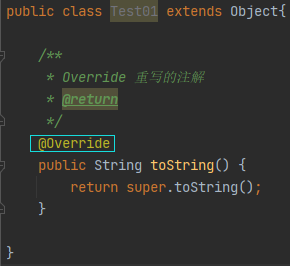 public class Test01 extends Object{
/**
* Override 重写的注解
* @return
*/
@Override
public String toString() {
return super.toString();
}
}